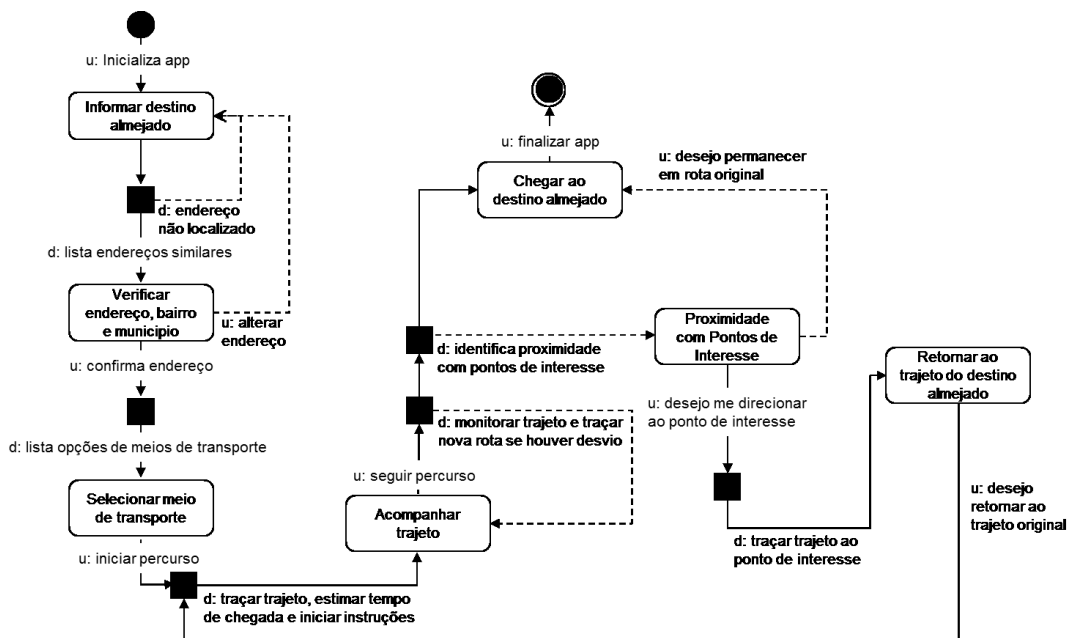 u: Inicializa app
Informar destino
almejado
d: endereço
não localizado
d: lista endereços similares
Verificar
endereço, bairro
e municipio
u: alterar
endereço
u: confirma endereço
d: lista opções de meios de transporte
Selecionar meio
de transporte
u: iniciar percurso
d: traçar trajeto, estimar tempo
de chegada e iniciar instruções
Acompanhar
trajeto
u: seguir percurso
d: monitorar trajeto e traçar
nova rota se houver desvio
d: identifica proximidade
com pontos de interesse
Chegar ao
destino almejado
u: finalizar app
u: desejo permanecer
em rota original
Proximidade
com Pontos de
Interesse
u: desejo me direcionar
ao ponto de interesse
d: traçar trajeto ao
ponto de interesse
Retornar ao
trajeto do destino
almejado
u: desejo
retornar ao
trajeto original